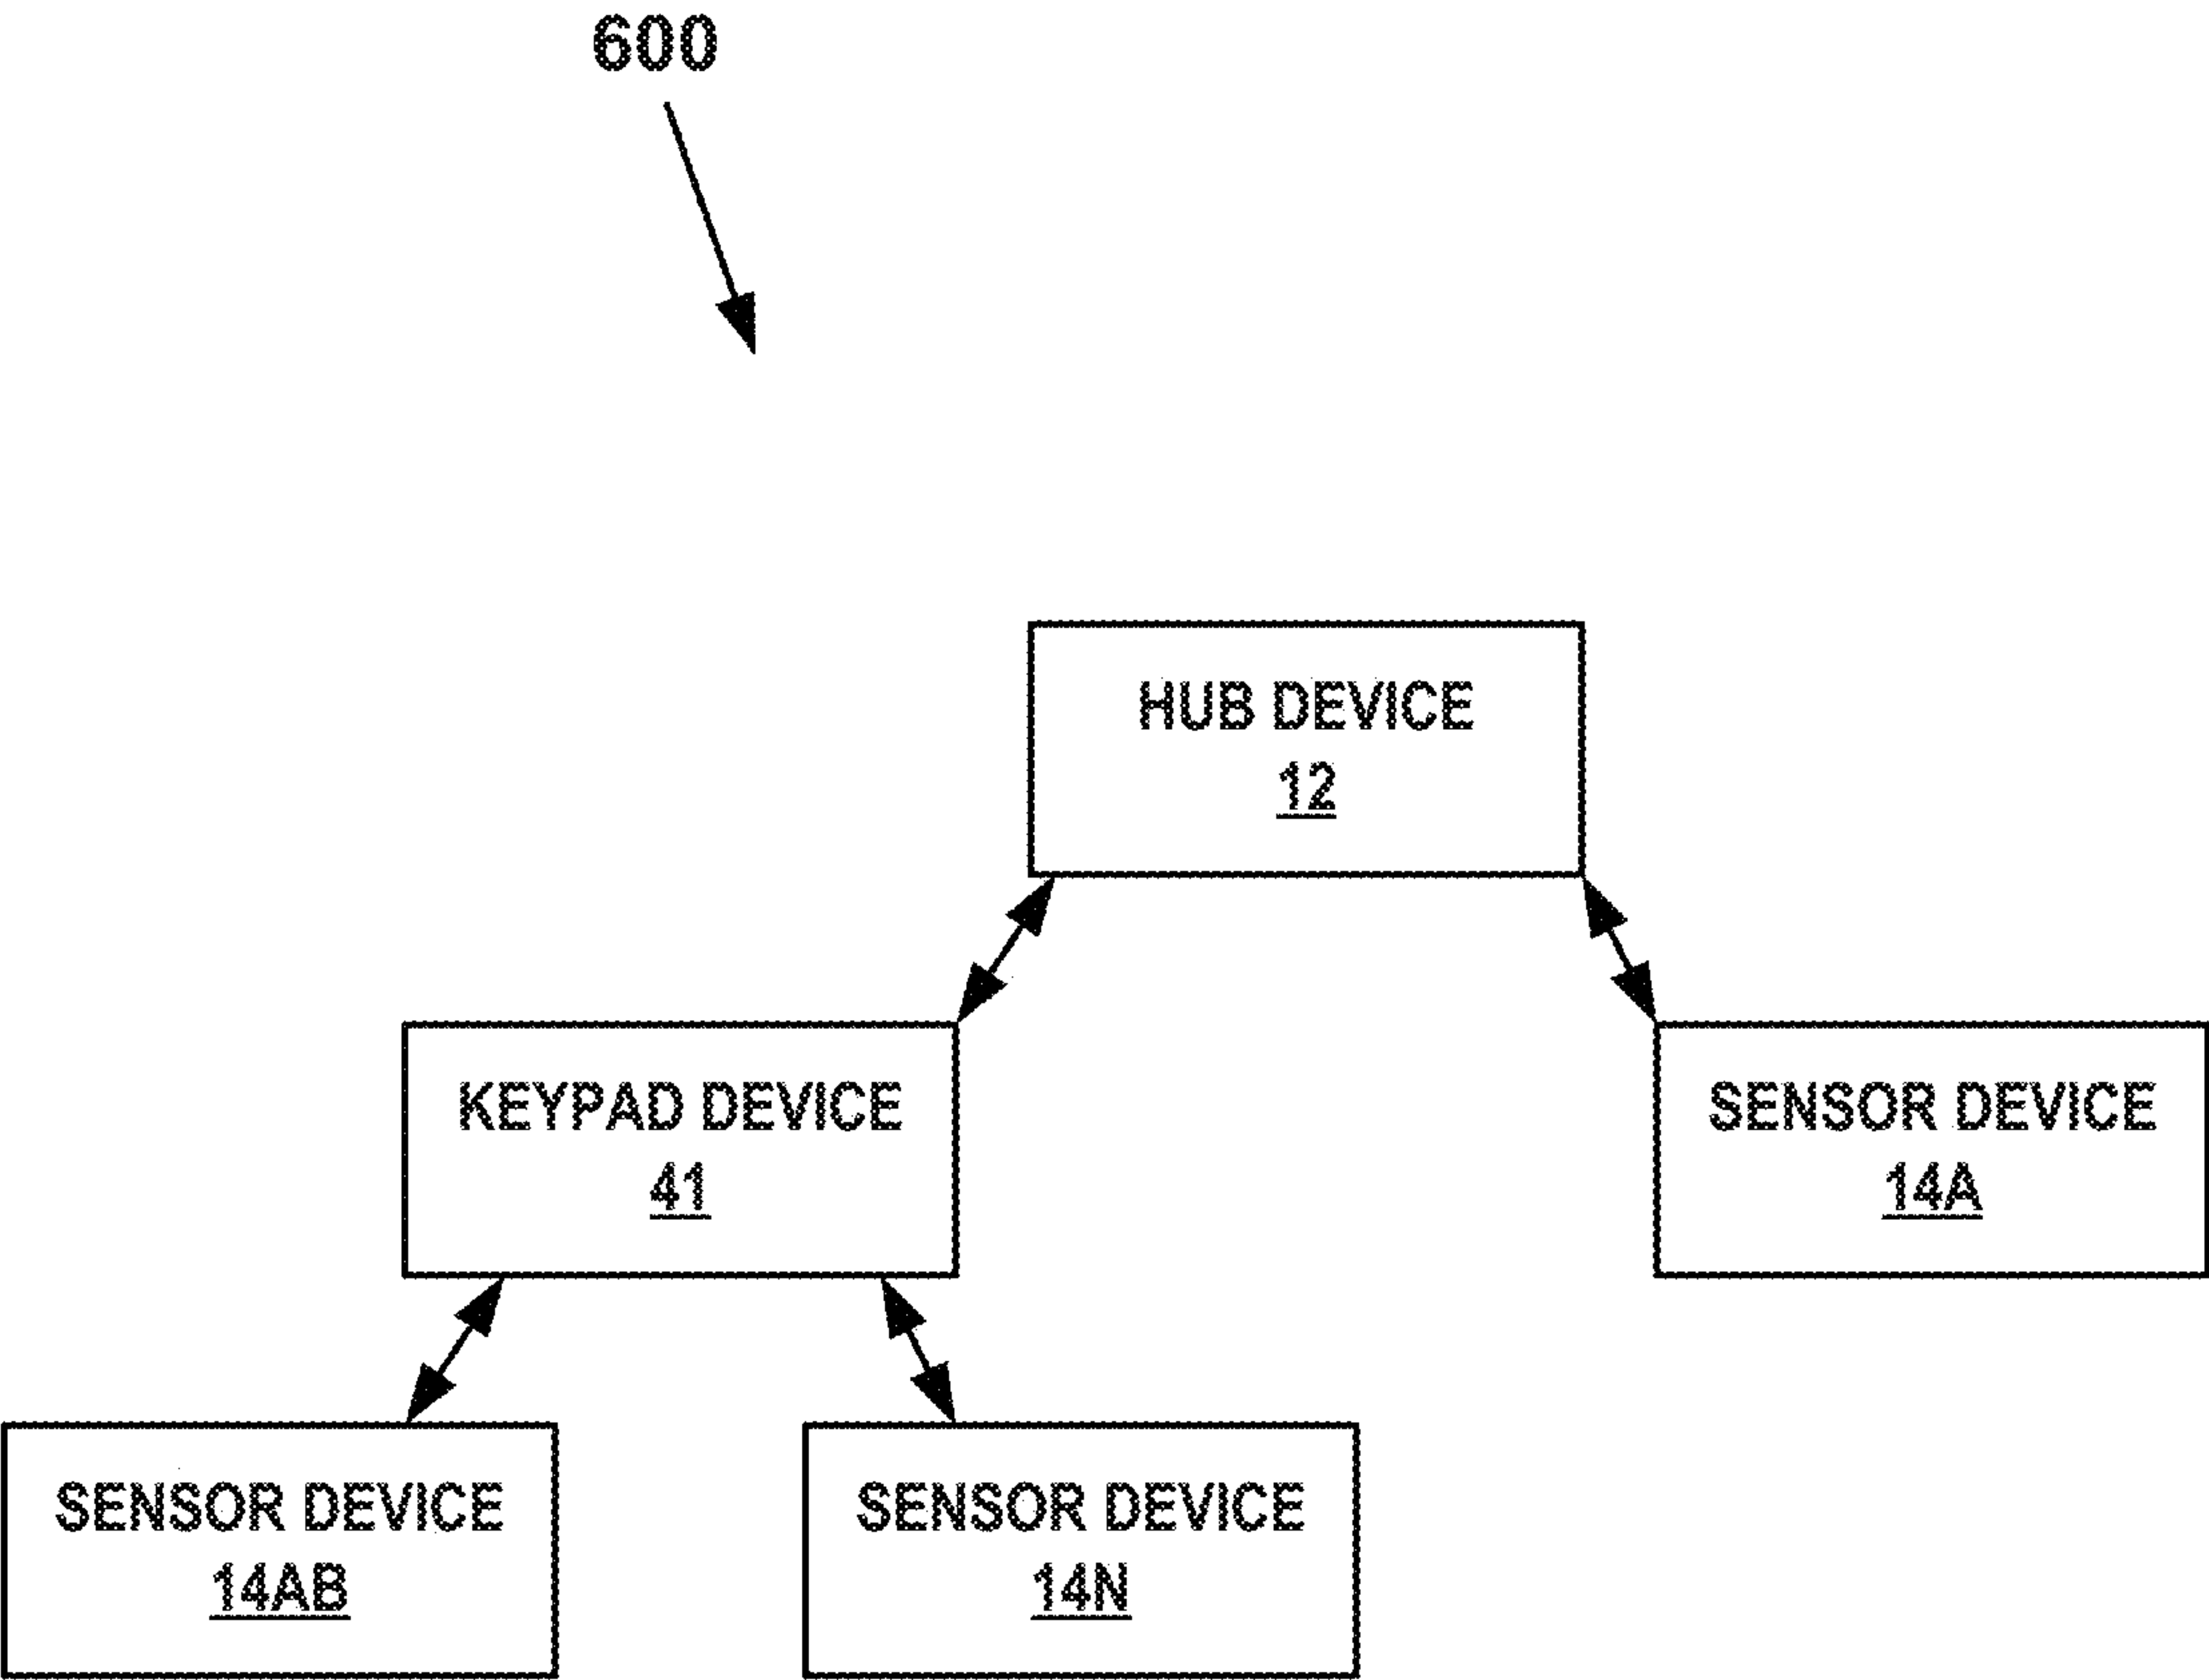 600
HUB DEVICE
12
KEYPAD DEVICE
41
SENSOR DEVICE
14A
SENSOR DEVICE
14AB
SENSOR DEVICE
14N